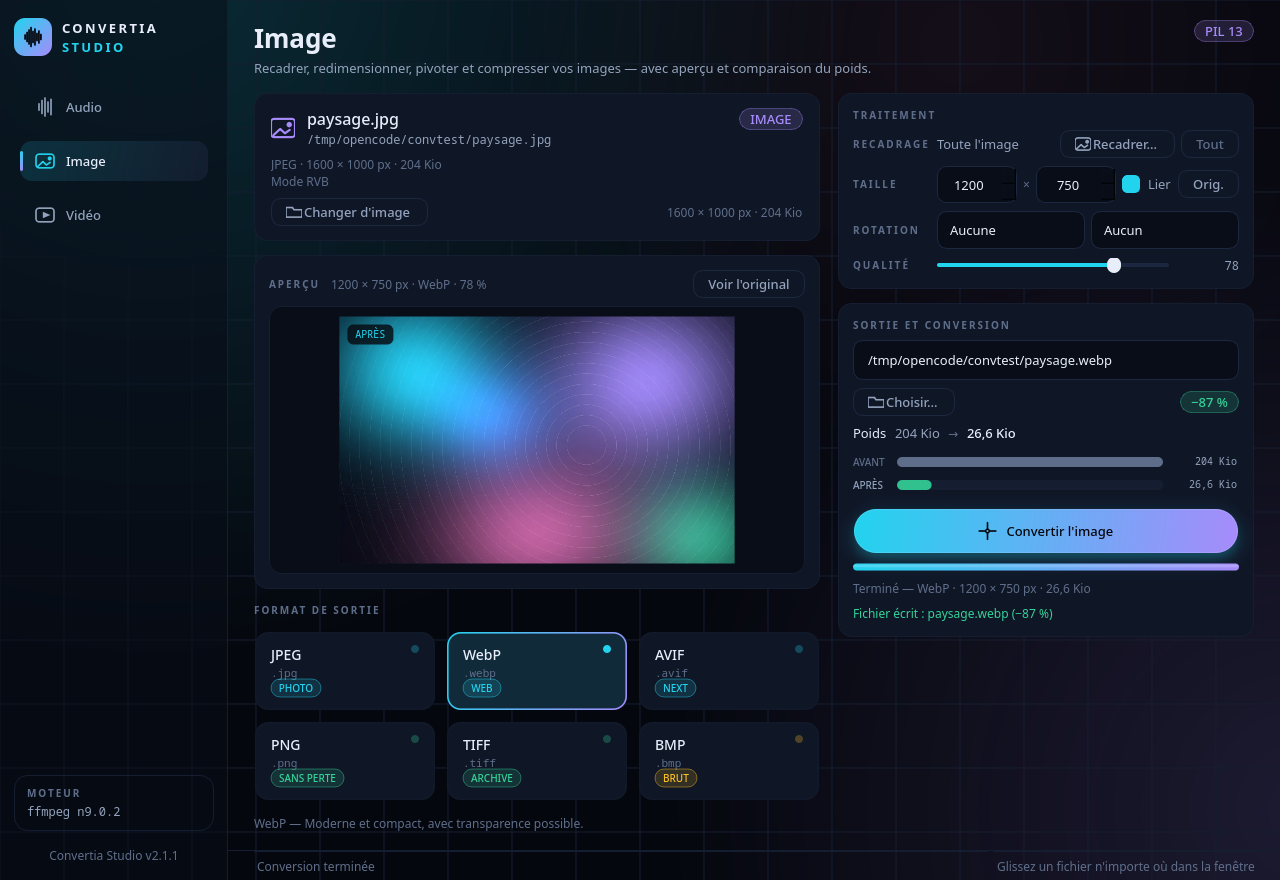 CONVERTIA
STUDIO
Audio
Image
Vidéo
MOTEUR
ffmpeg n9.0.2
Convertia Studio v2.1.1
Image
PIL 13
Recadrer, redimensionner, pivoter et compresser vos images — avec aperçu et comparaison du poids.
paysage.jpg
IMAGE
/tmp/opencode/convtest/paysage.jpg
JPEG · 1600 × 1000 px · 204 Kio
Mode RVB
Changer d'image
1600 × 1000 px · 204 Kio
APERÇU 1200 × 750 px · WebP · 78 %
Voir l'original
APRÈS
FORMAT DE SORTIE
JPEG
.jpg
PHOTO
WebP
.webp
WEB
AVIF
.avif
NEXT
PNG
.png
SANS PERTE
TIFF
.tiff
ARCHIVE
BMP
.bmp
BRUT
WebP — Moderne et compact, avec transparence possible.
TRAITEMENT
RECADRAGE Toute l'image Recadrer… Tout
TAILLE 1200 × 750 Lier Orig.
ROTATION Aucune Aucun
QUALITÉ 78
SORTIE ET CONVERSION
/tmp/opencode/convtest/paysage.webp
Choisir… −87 %
Poids 204 Kio → 26,6 Kio
AVANT 204 Kio
APRÈS 26,6 Kio
Convertir l'image
Terminé — WebP · 1200 × 750 px · 26,6 Kio
Fichier écrit : paysage.webp (−87 %)
Conversion terminée
Glissez un fichier n'importe où dans la fenêtre